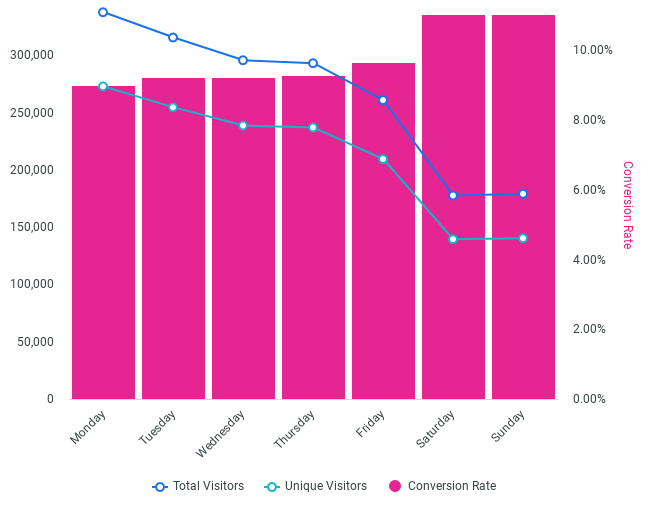 300,000
250,000
200,000
150,000
100,000
50,000
0
10.00%
8.00%
6.00%
4.00%
2.00%
0.00%
Conversion Rate
Monday
Tuesday
Wednesday
Thursday
Friday
Saturday
Sunday
Total Visitors Unique Visitors Conversion Rate